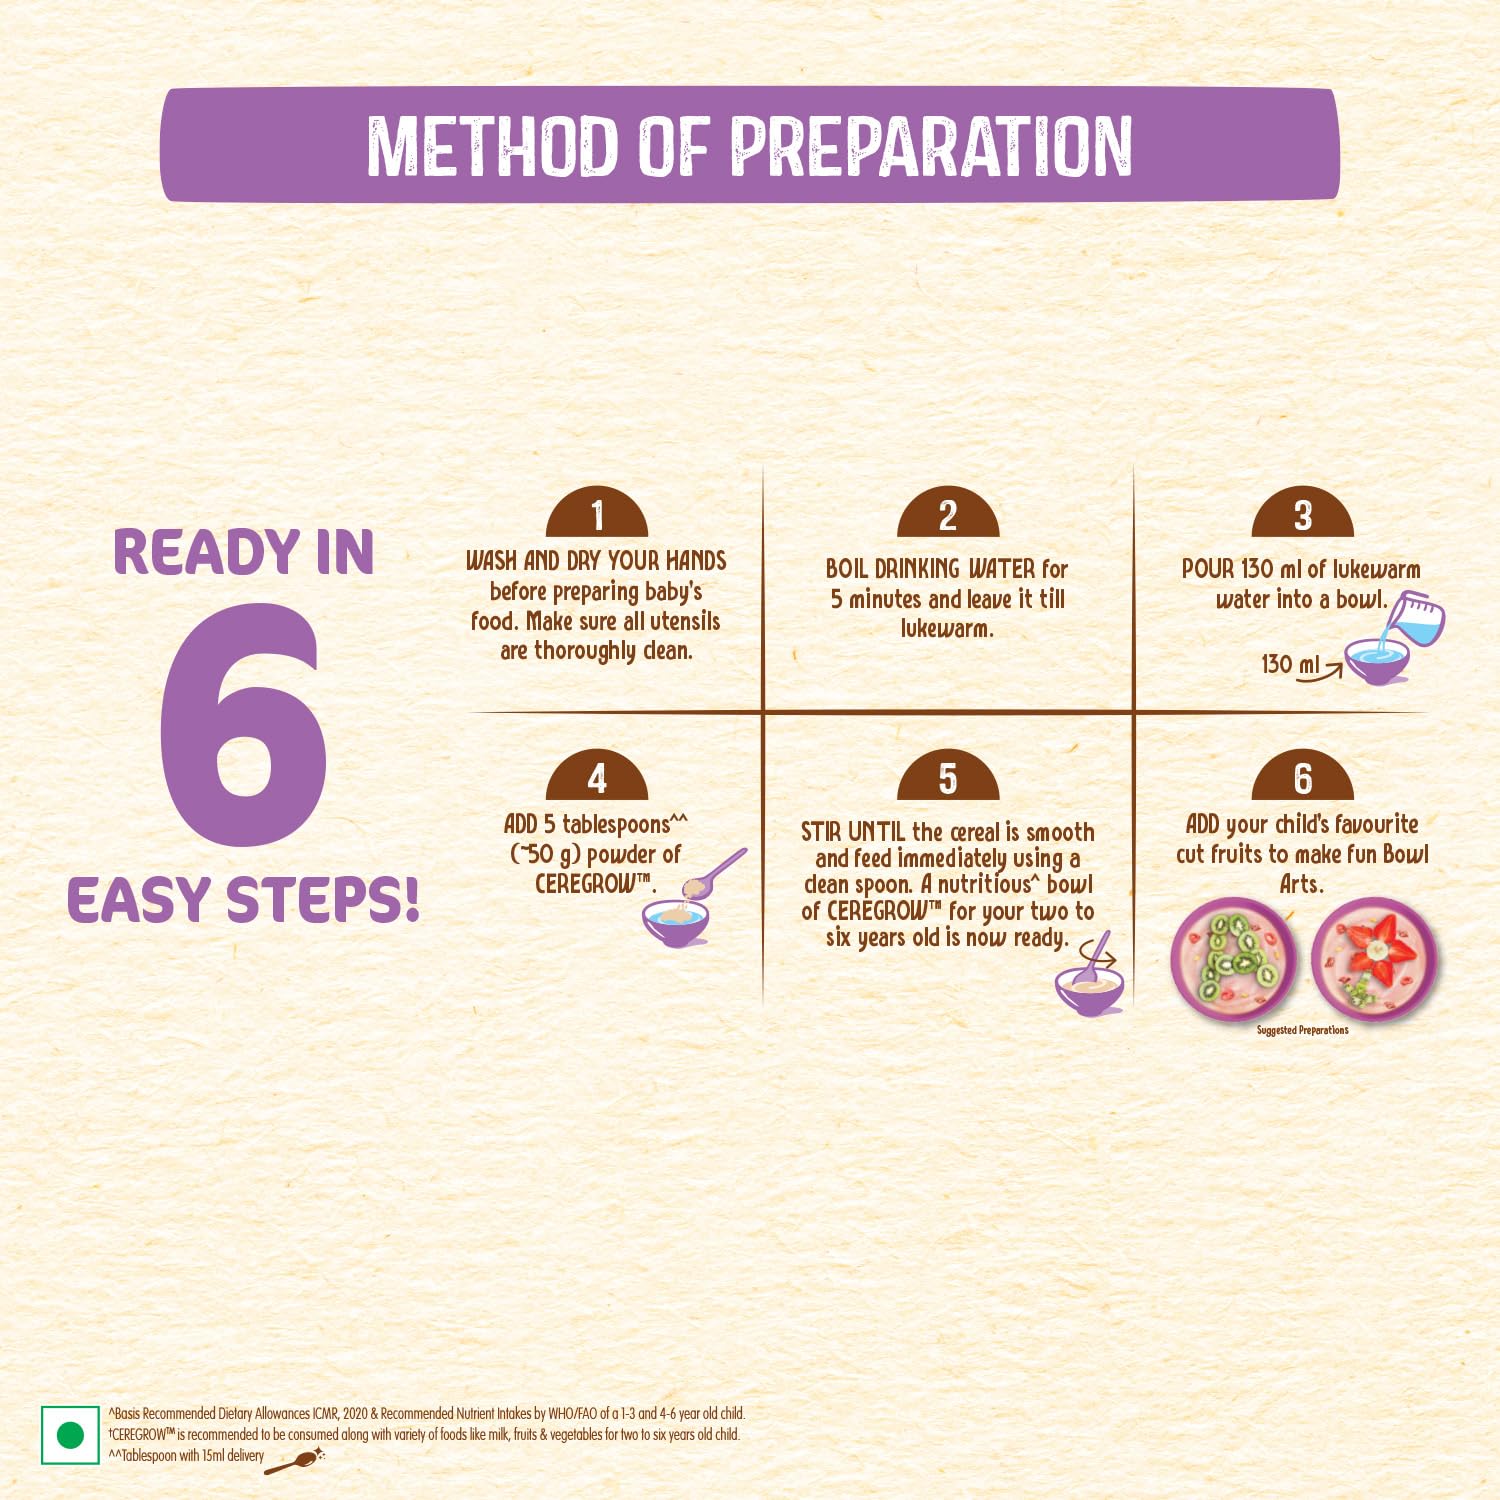 METHOD OF PREPARATION
READY IN
6
EASY STEPS!
1
WASH AND DRY YOUR HANDS
before preparing baby's
food. Make sure all utensils
are thoroughly clean.
2
BOIL DRINKING WATER for
5 minutes and leave it till
lukewarm.
3
POUR 130 ml of lukewarm
water into a bowl.
130 ml
4
ADD 5 tablespoons^^
(~50 g) powder of
CEREGROW™.
5
STIR UNTIL the cereal is smooth
and feed immediately using a
clean spoon. A nutritious^ bowl
of CEREGROW™ for your two to
six years old is now ready.
6
ADD your child's favourite
cut fruits to make fun Bowl
Arts.
Suggested Preparations
^Basis Recommended Dietary Allowances ICMR, 2020 & Recommended Nutrient Intakes by WHO/FAO of a 1-3 and 4-6 year old child.
†CEREGROW™ is recommended to be consumed along with variety of foods like milk, fruits & vegetables for two to six years old child.
^^Tablespoon with 15ml delivery